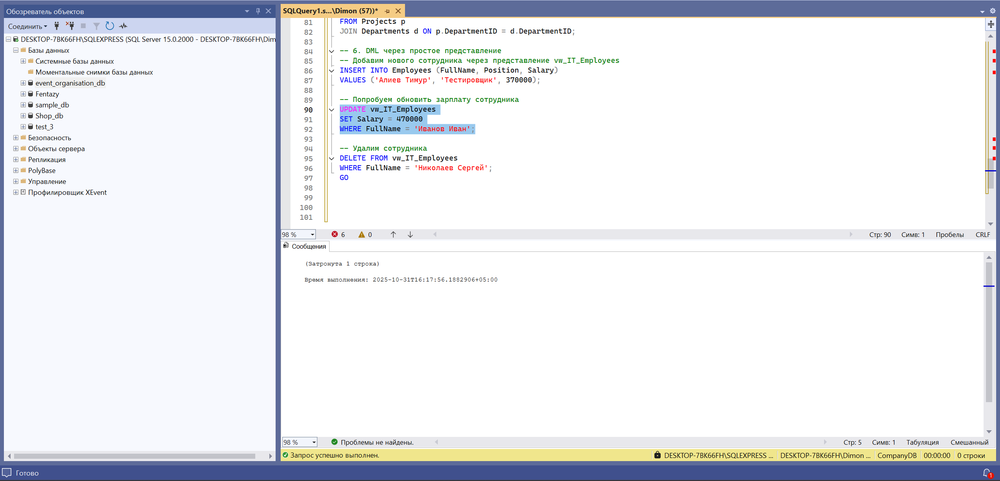 Обозреватель объектов
Соединить
DESKTOP-7BK66FH\SQLEXPRESS (SQL Server 15.0.2000 - DESKTOP-7BK66FH\Dim
Базы данных
Системные базы данных
Моментальные снимки базы данных
event_organisation_db
Fentazy
sample_db
Shop_db
test_3
Безопасность
Объекты сервера
Репликация
PolyBase
Управление
Профилировщик XEvent
SQLQuery1.s...\Dimon (57))*
81 FROM Projects p
82 JOIN Departments d ON p.DepartmentID = d.DepartmentID;
83
84 -- 6. DML через простое представление
85 -- Добавим нового сотрудника через представление vw_IT_Employees
86 INSERT INTO Employees (FullName, Position, Salary)
87 VALUES ('Алиев Тимур', 'Тестировщик', 370000);
88
89 -- Попробуем обновить зарплату сотрудника
90 UPDATE vw_IT_Employees
91 SET Salary = 470000
92 WHERE FullName = 'Иванов Иван';
93
94 -- Удалим сотрудника
95 DELETE FROM vw_IT_Employees
96 WHERE FullName = 'Николаев Сергей';
97 GO
98
99
100
101
98 % 6 0 Стр: 90 Симв: 1 Пробелы CRLF
Сообщения
(Затронута 1 строка)
Время выполнения: 2025-10-31T16:17:56.1882906+05:00
98 % Проблемы не найдены. Стр: 5 Симв: 1 Табуляция Смешанный
Запрос успешно выполнен. DESKTOP-7BK66FH\SQLEXPRESS ... DESKTOP-7BK66FH\Dimon ... CompanyDB 00:00:00 0 строки
Готово 1